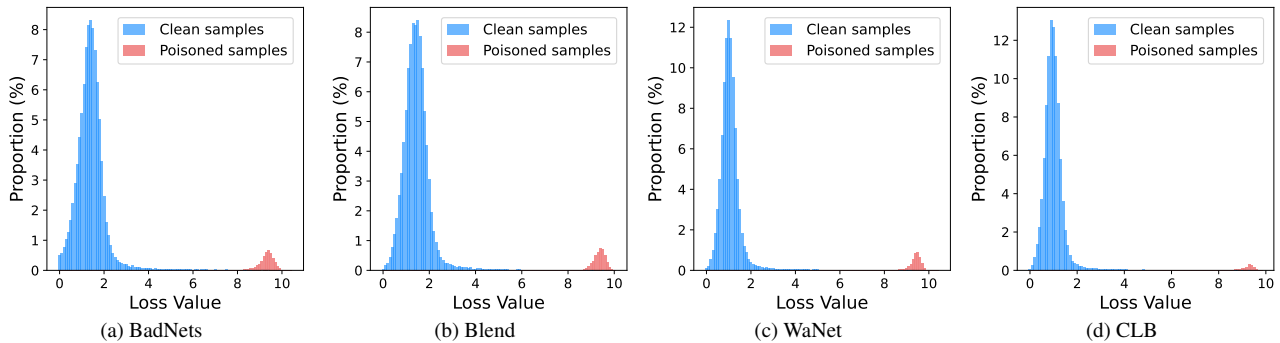 Clean samples
Poisoned samples
Proportion (%)
8
7
6
5
4
3
2
1
0
0 2 4 6 8 10
Loss Value
(a) BadNets
Clean samples
Poisoned samples
Proportion (%)
8
7
6
5
4
3
2
1
0
0 2 4 6 8 10
Loss Value
(b) Blend
Clean samples
Poisoned samples
Proportion (%)
12
10
8
6
4
2
0
0 2 4 6 8 10
Loss Value
(c) WaNet
Clean samples
Poisoned samples
Proportion (%)
12
10
8
6
4
2
0
0 2 4 6 8 10
Loss Value
(d) CLB